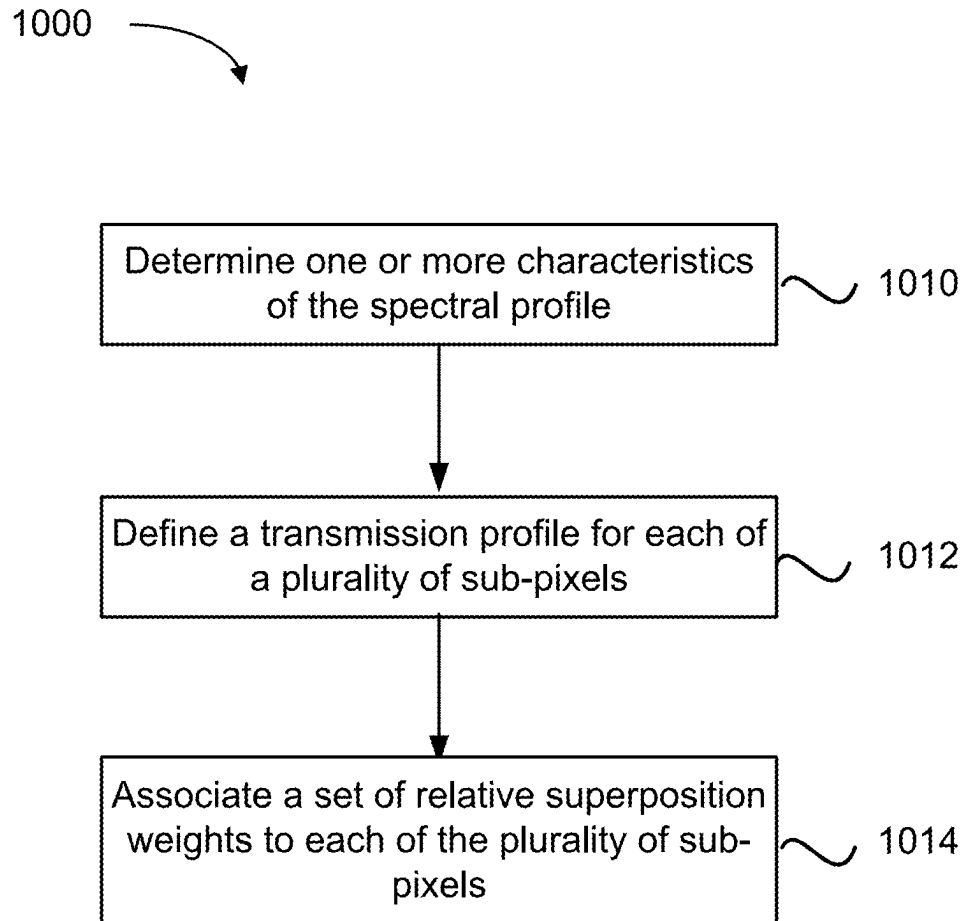 1000
Determine one or more characteristics
of the spectral profile
1010
Define a transmission profile for each of
a plurality of sub-pixels
1012
Associate a set of relative superposition
weights to each of the plurality of sub-
pixels
1014